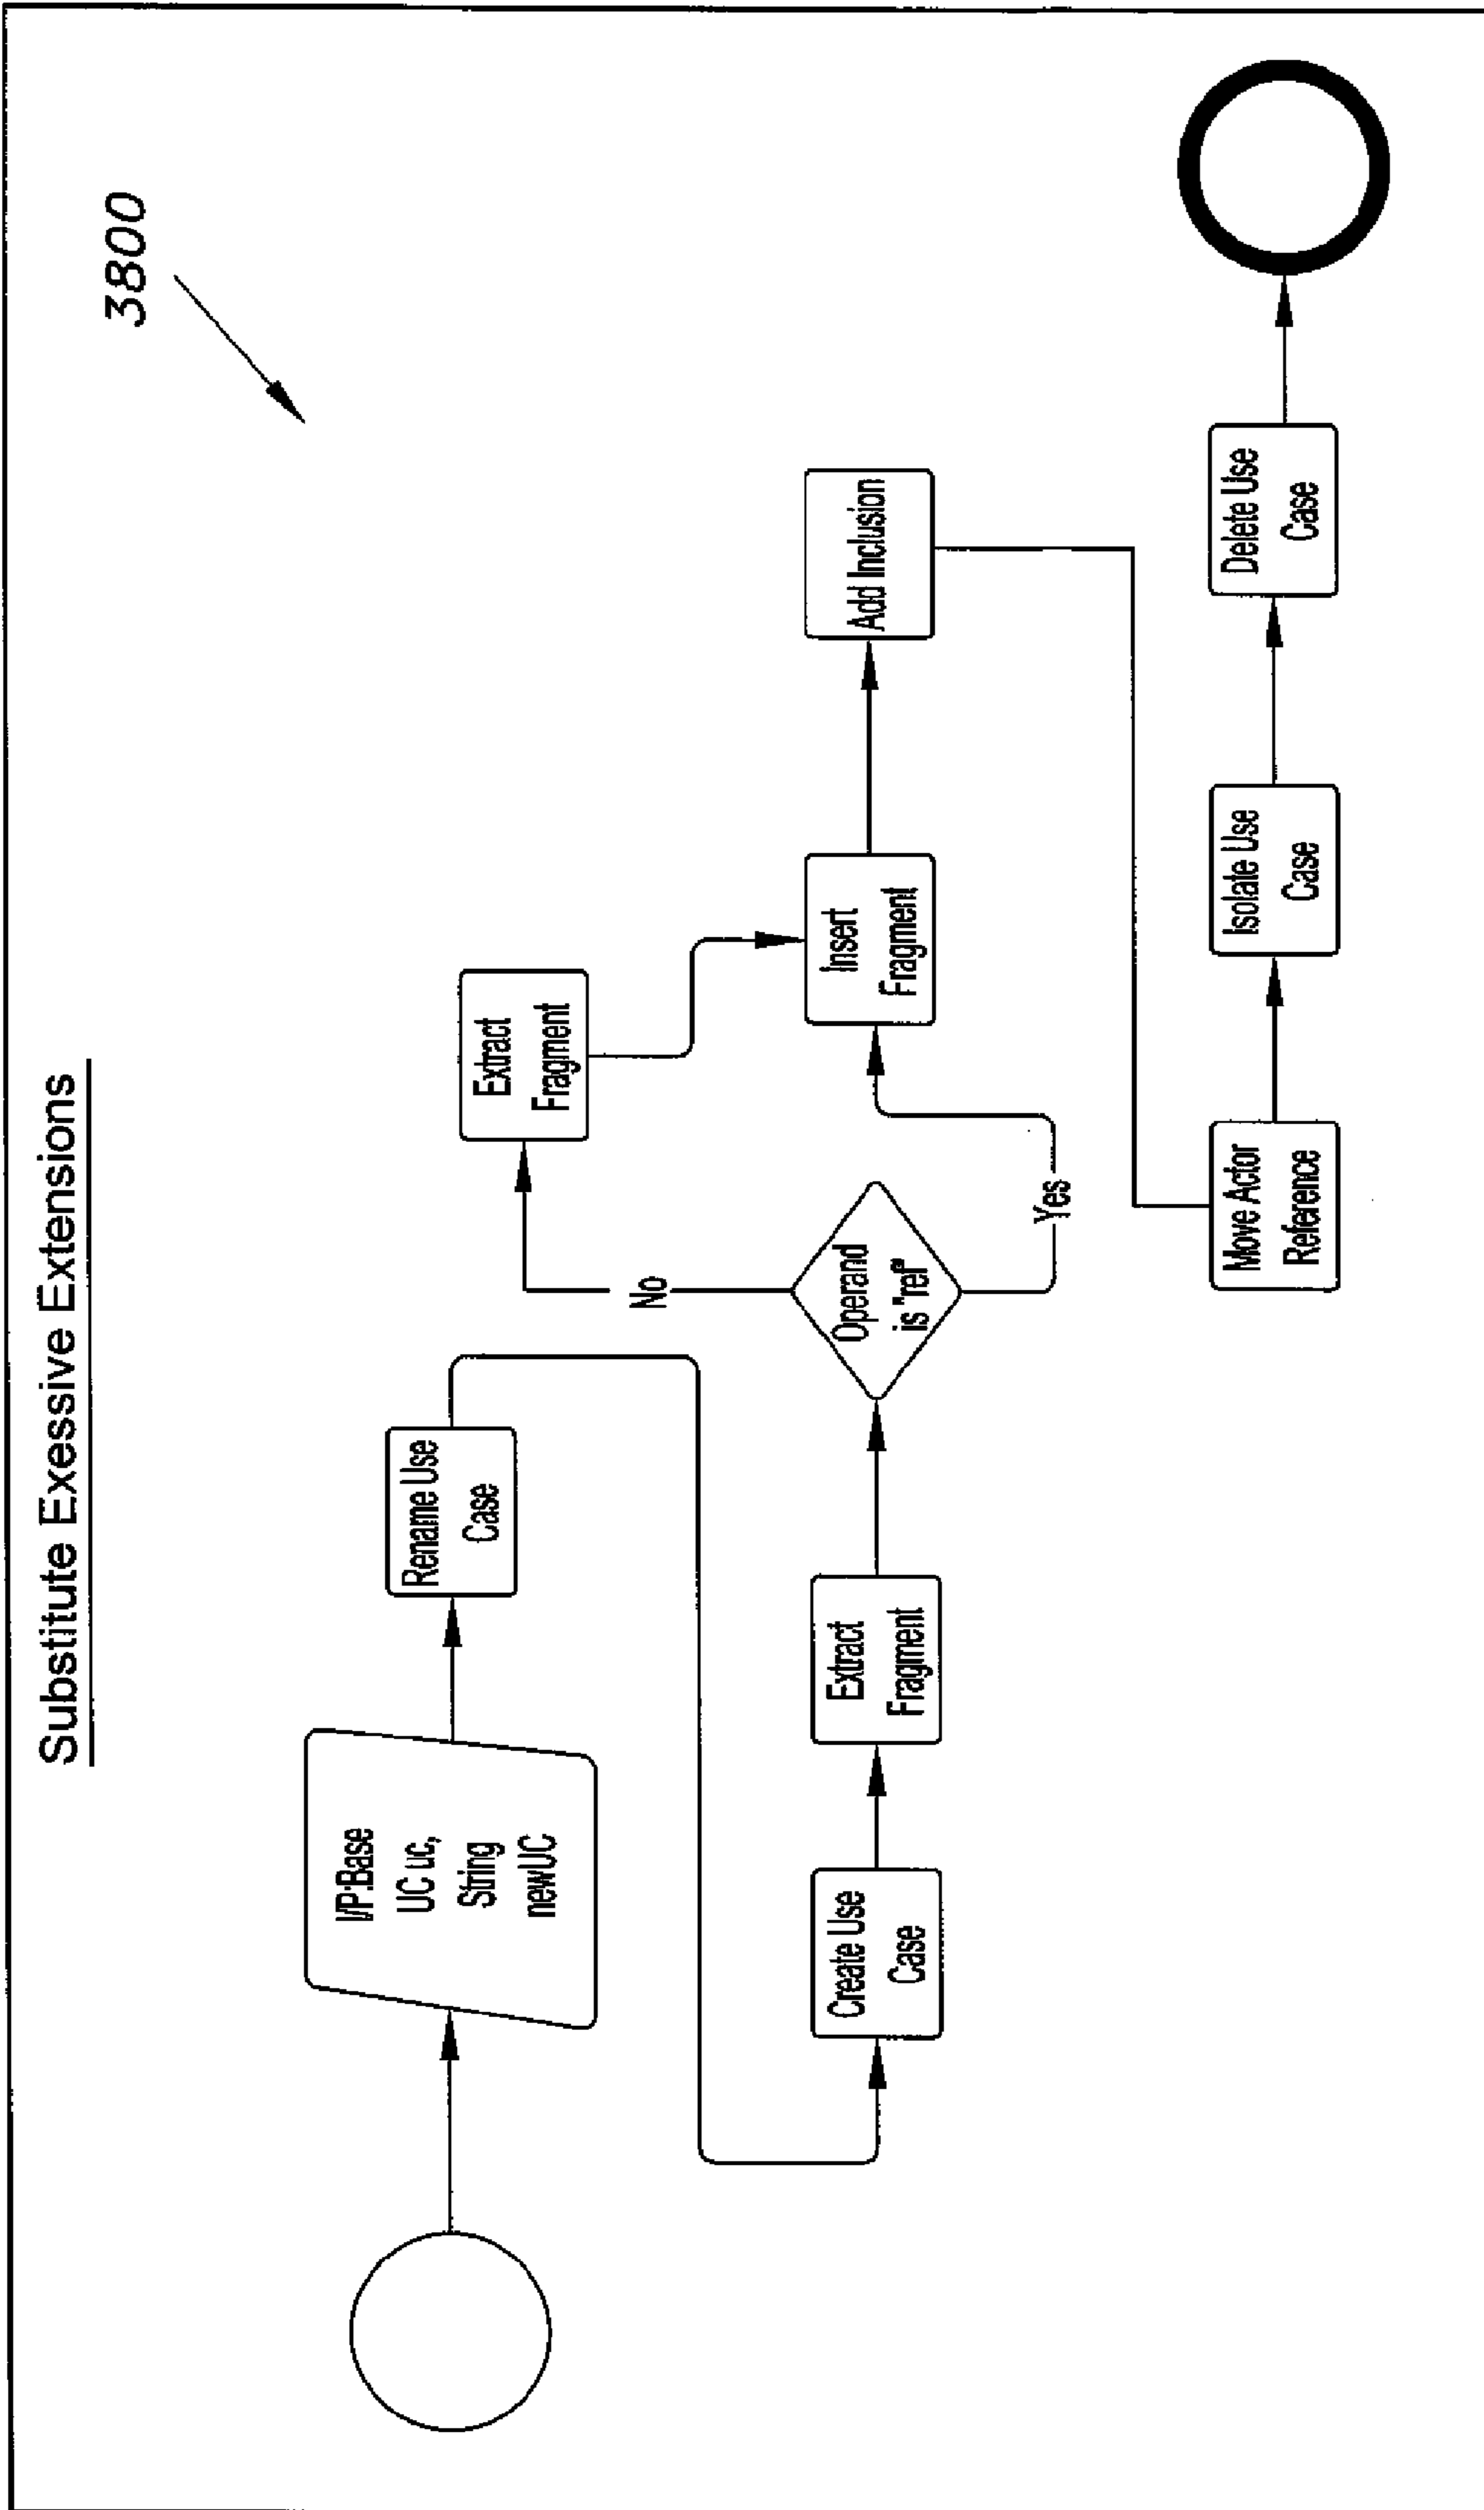 Substitute Exessive Extensions
3800
I/P:Base
UC uc,
String
newUC
Rename Use
Case
Create Use
Case
Extract
Fragment
Operand
is "ref"
No
Yes
Extract
Fragment
Insert
Fragment
Add Inclusion
Move Actor
Reference
Isolate Use
Case
Delete Use
Case